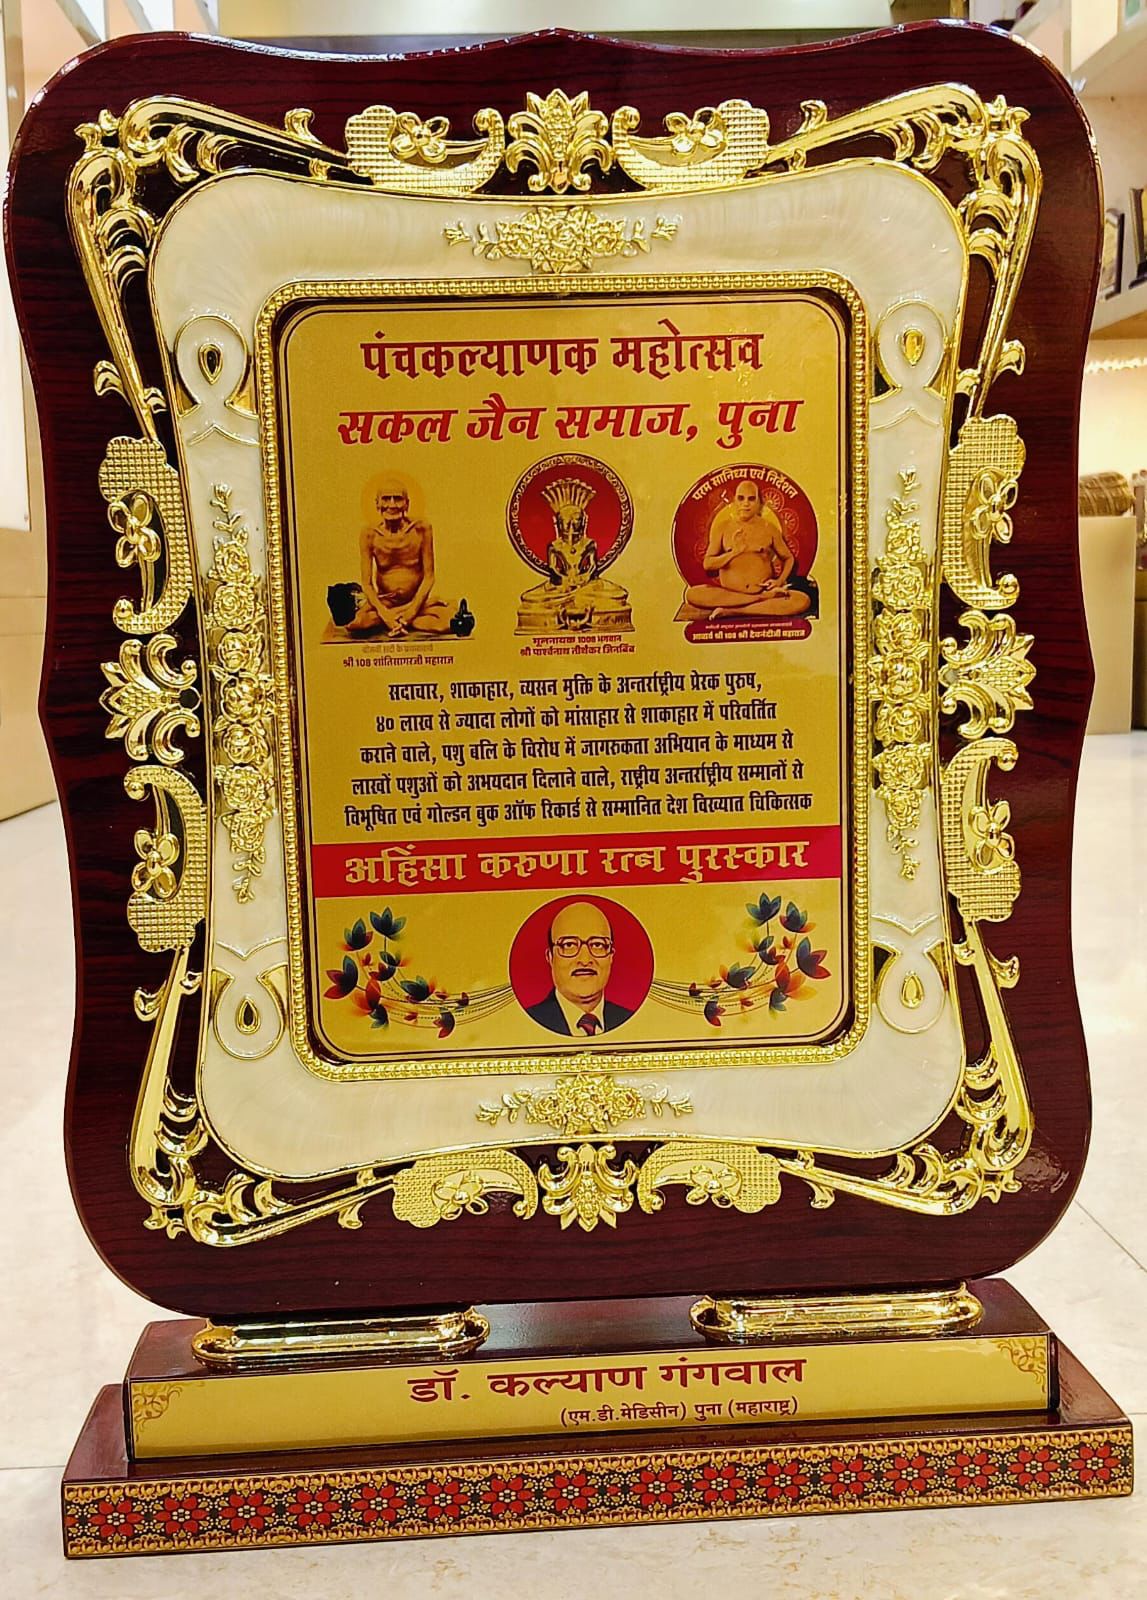 पंचकल्याणक महोत्सव
सकल जैन समाज, पुना
परम सानिध्य एवं निर्देशन
श्री 108 शांतिसागरजी महाराज
मूलनायक 1008 भगवान
श्री पार्श्वनाथ तीर्थंकर जिनबिंब
आचार्य श्री 108 श्री देवनंदीजी महाराज
सदाचार, शाकाहार, व्यसन मुक्ति के अन्तर्राष्ट्रीय प्रेरक पुरुष,
४० लाख से ज्यादा लोगों को मांसाहार से शाकाहार में परिवर्तित
कराने वाले, पशु बलि के विरोध में जागरुकता अभियान के माध्यम से
लाखों पशुओं को अभयदान दिलाने वाले, राष्ट्रीय अन्तर्राष्ट्रीय सम्मानों से
विभूषित एवं गोल्डन बुक ऑफ रिकार्ड से सम्मानित देश विख्यात चिकित्सक
अहिंसा करुणा रत्न पुरस्कार
डॉ. कल्याण गंगवाल
(एम.डी.मेडिसीन) पुना (महाराष्ट्र)